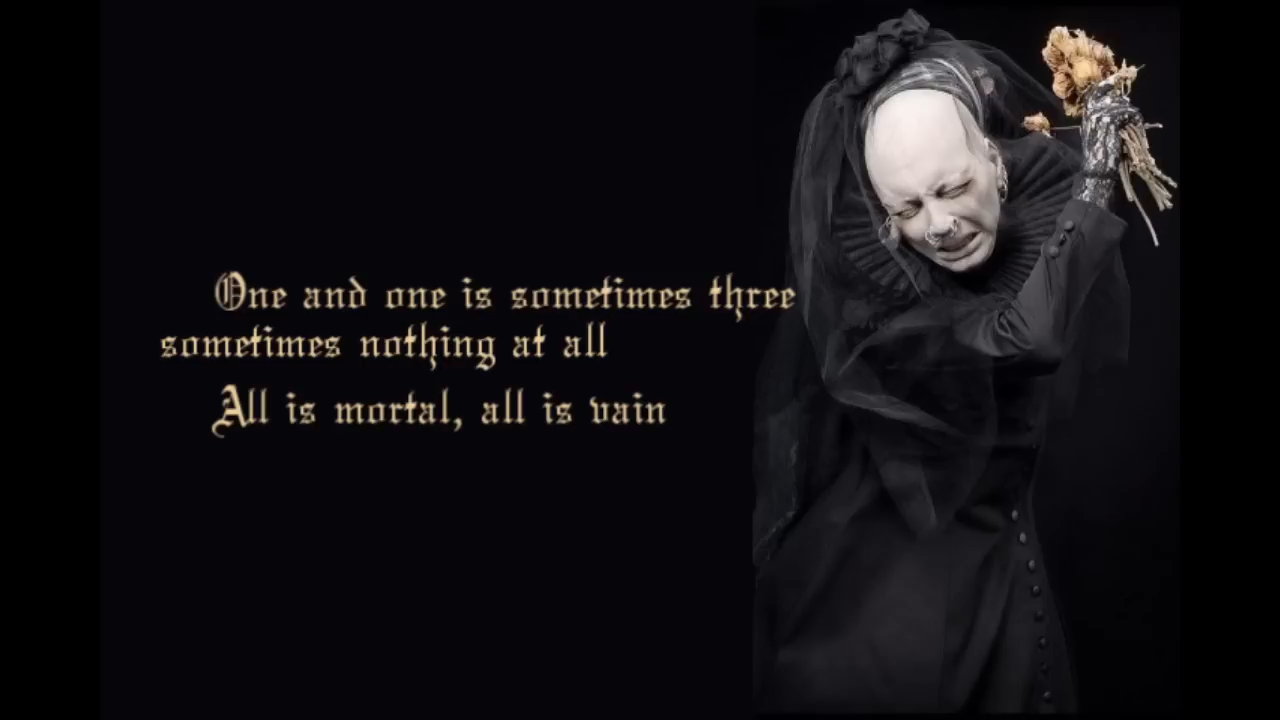 One and one is sometimes three
sometimes nothing at all
All is mortal, all is vain